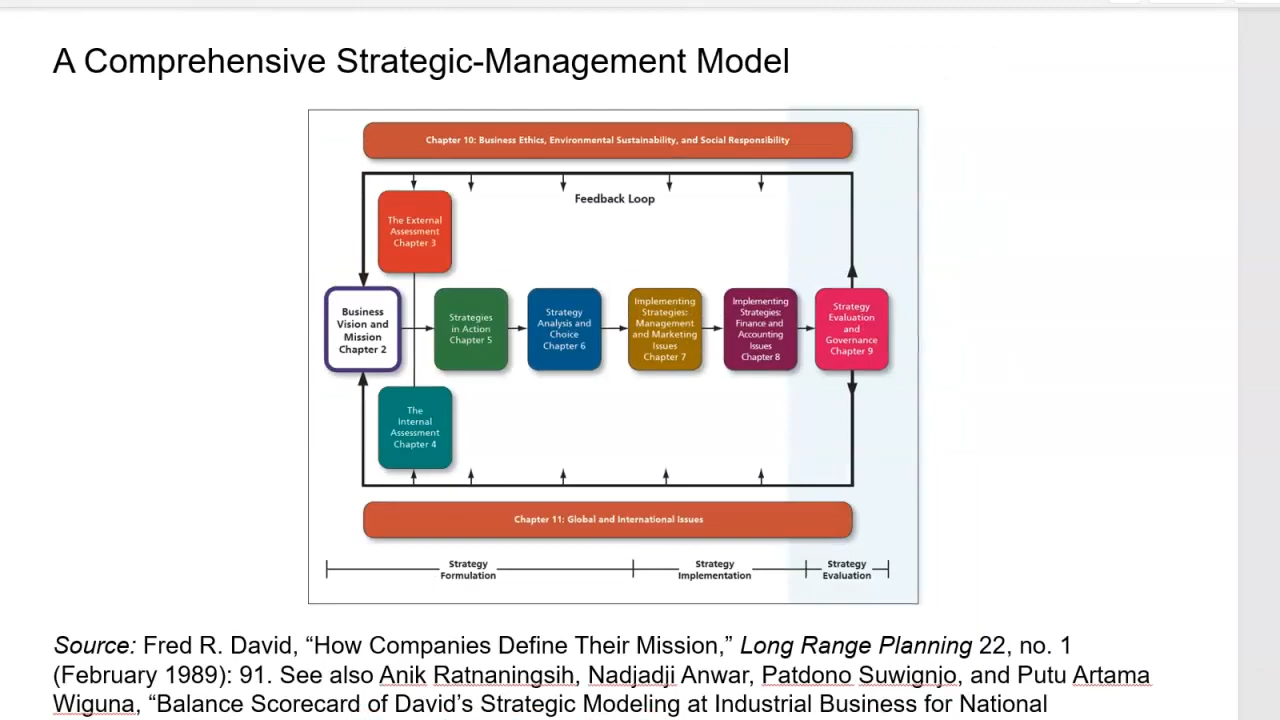 A Comprehensive Strategic-Management Model
Chapter 10: Business Ethics, Environmental Sustainability, and Social Responsibility
Feedback Loop
The External
Assessment
Chapter 3
Business
Vision and
Mission
Chapter 2
Strategies
in Action
Chapter 5
Strategy
Analysis and
Choice
Chapter 6
Implementing
Strategies:
Management
and Marketing
Issues
Chapter 7
Implementing
Strategies:
Finance and
Accounting
Issues
Chapter 8
Strategy
Evaluation
and
Governance
Chapter 9
The
Internal
Assessment
Chapter 4
Chapter 11: Global and International Issues
Strategy
Formulation
Strategy
Implementation
Strategy
Evaluation
Source: Fred R. David, “How Companies Define Their Mission,” Long Range Planning 22, no. 1
(February 1989): 91. See also Anik Ratnaningsih, Nadjadji Anwar, Patdono Suwignjo, and Putu Artama
Wiguna, “Balance Scorecard of David’s Strategic Modeling at Industrial Business for National